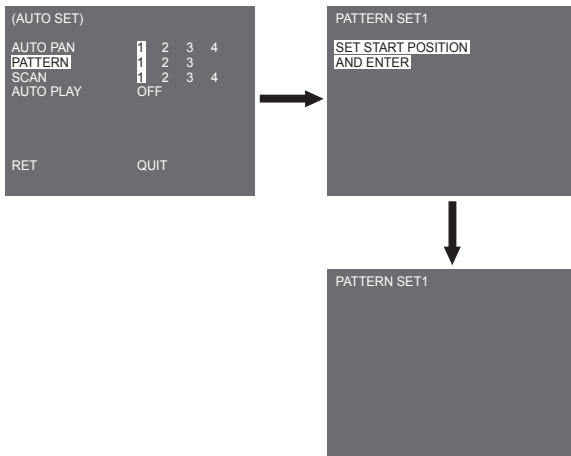 (AUTO SET)
AUTO PAN 1 2 3 4
PATTERN 1 2 3
SCAN 1 2 3 4
AUTO PLAY OFF
RET QUIT
PATTERN SET1
SET START POSITION
AND ENTER
PATTERN SET1